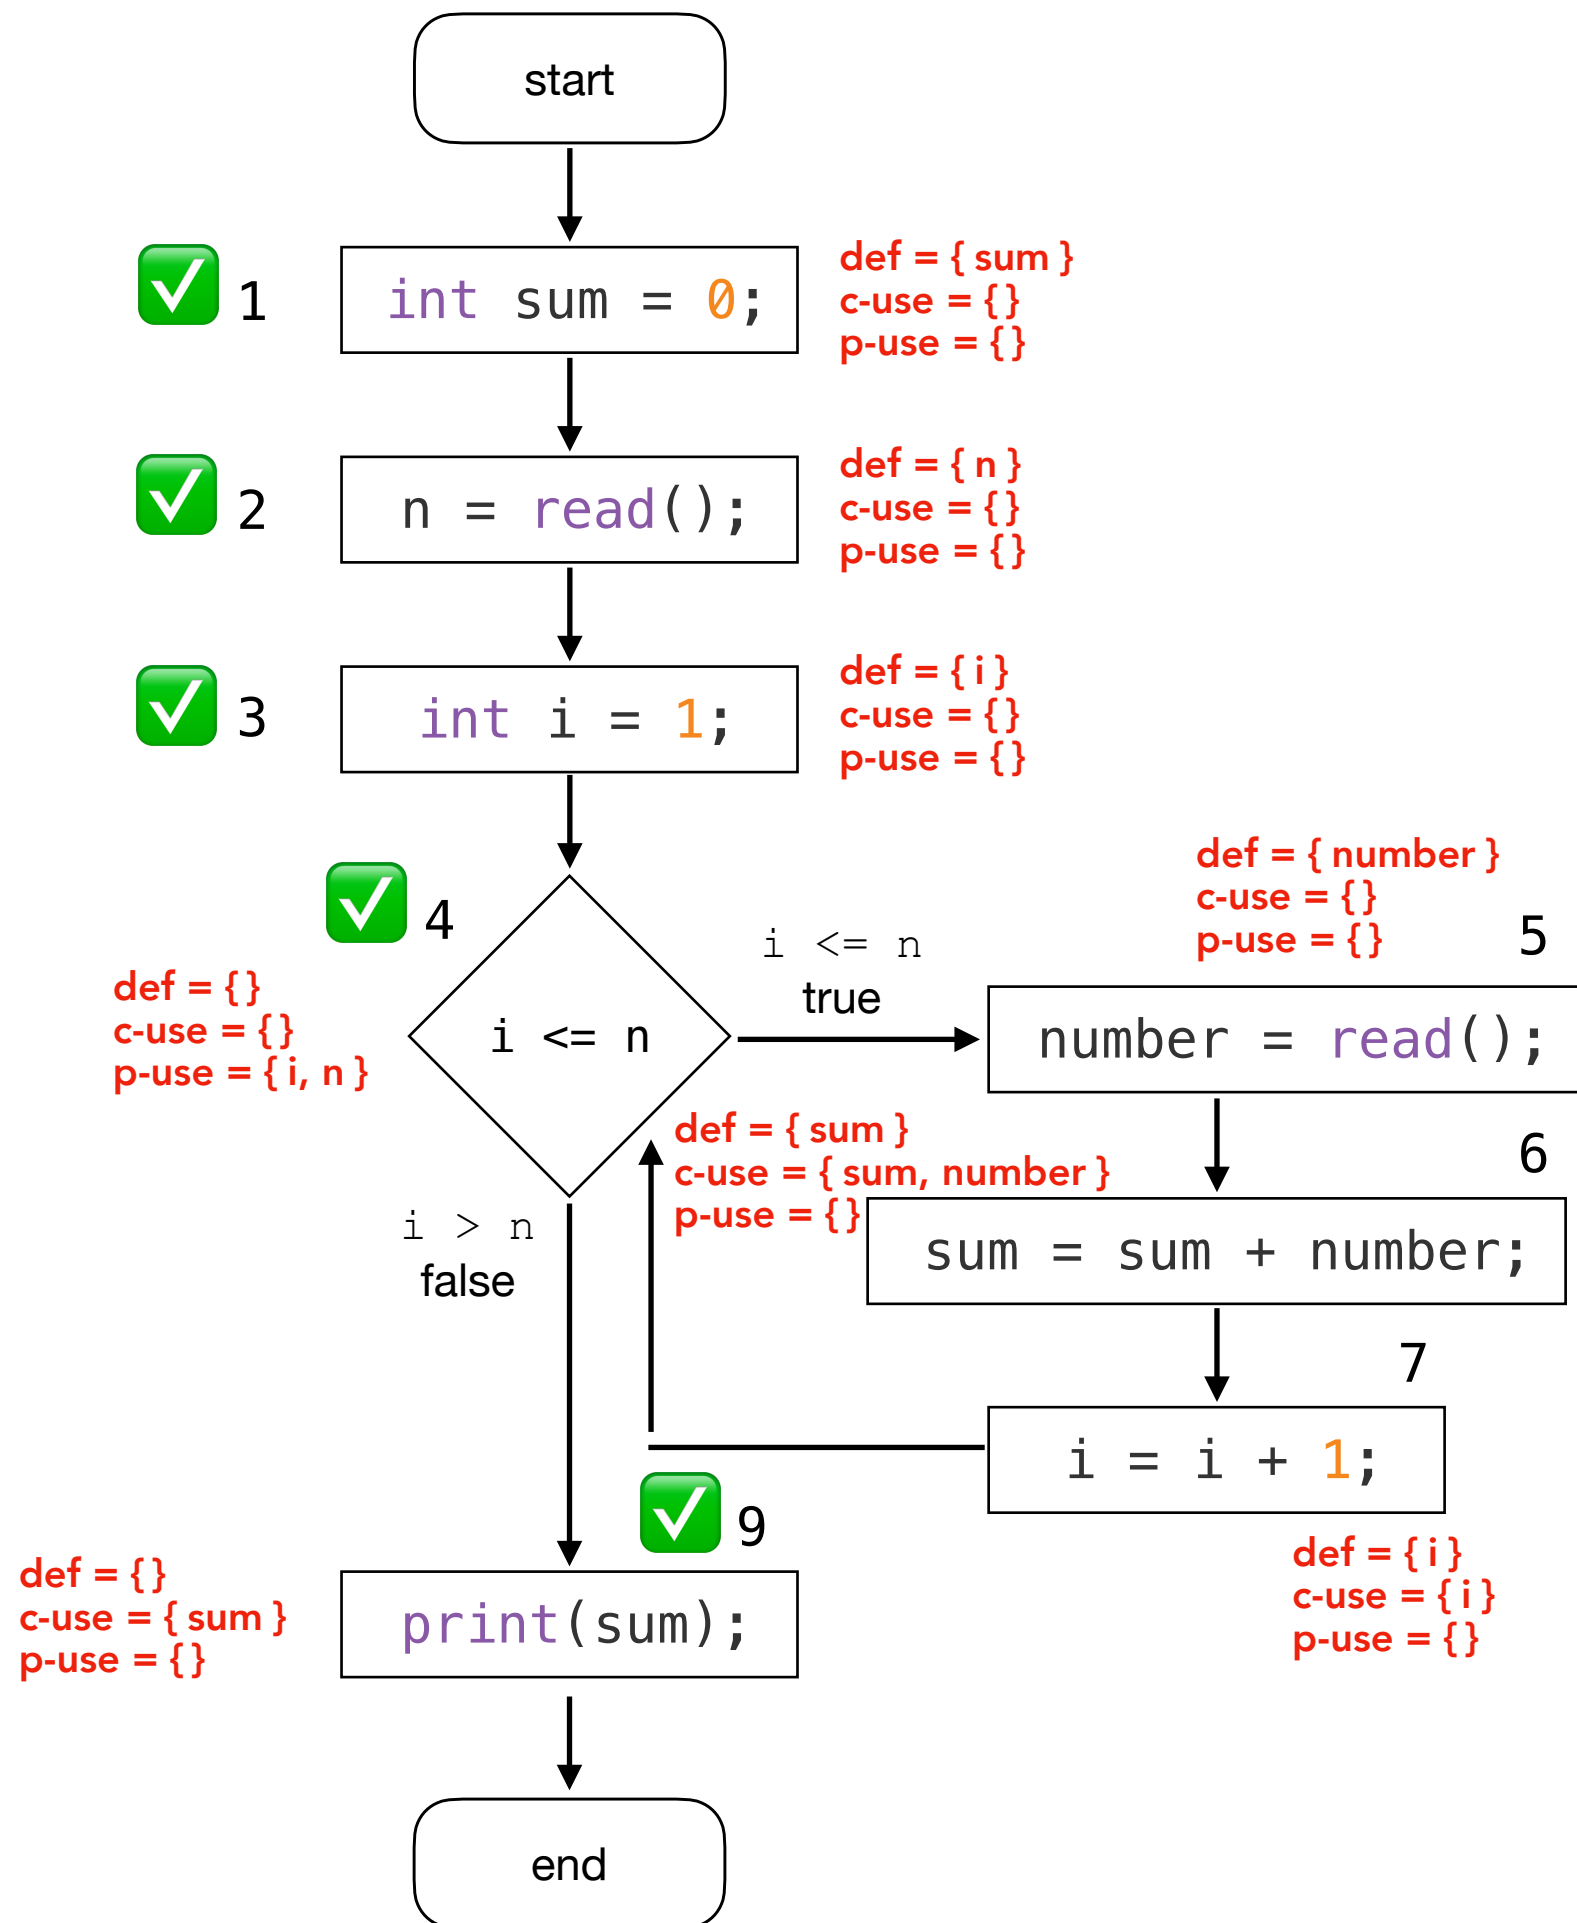 start
1
int sum = 0;
def = { sum }
c-use = { }
p-use = { }
2
n = read();
def = { n }
c-use = { }
p-use = { }
3
int i = 1;
def = { i }
c-use = { }
p-use = { }
4
i <= n
def = { }
c-use = { }
p-use = { i, n }
i <= n
true
def = { number }
c-use = { }
p-use = { }
5
number = read();
def = { sum }
c-use = { sum, number }
p-use = { }
6
sum = sum + number;
i > n
false
7
i = i + 1;
def = { i }
c-use = { i }
p-use = { }
9
print(sum);
def = { }
c-use = { sum }
p-use = { }
end